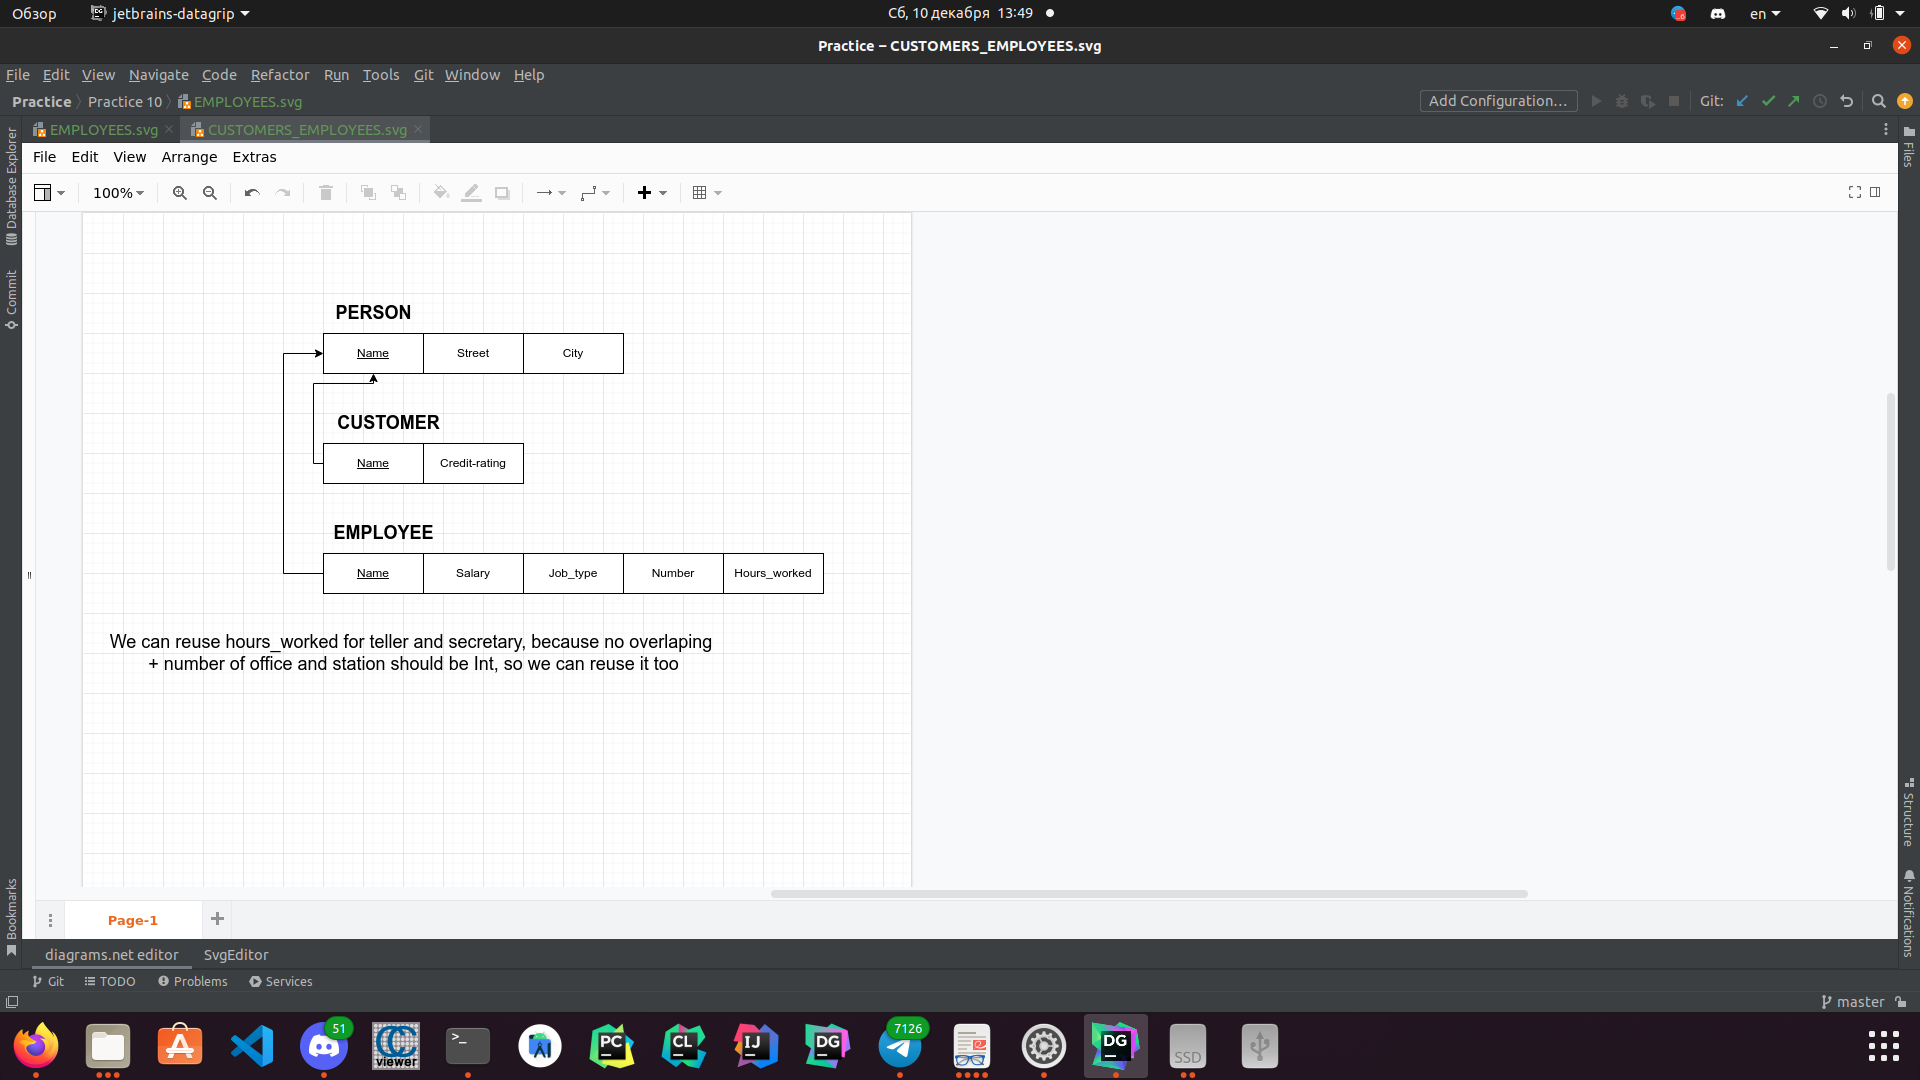 Обзор
jetbrains-datagrip
Сб, 10 декабря 13:49
en
Practice – CUSTOMERS_EMPLOYEES.svg
File Edit View Navigate Code Refactor Run Tools Git Window Help
Practice Practice 10 EMPLOYEES.svg
Add Configuration...
Git:
EMPLOYEES.svg
CUSTOMERS_EMPLOYEES.svg
Database Explorer
Commit
Bookmarks
Files
Structure
Notifications
File Edit View Arrange Extras
100%
PERSON
Name Street City
CUSTOMER
Name Credit-rating
EMPLOYEE
Name Salary Job_type Number Hours_worked
We can reuse hours_worked for teller and secretary, because no overlaping
+ number of office and station should be Int, so we can reuse it too
Page-1
diagrams.net editor SvgEditor
Git TODO Problems Services
master
51
viewer
>_
PC
CL
IJ
DG
7126
DG
SSD